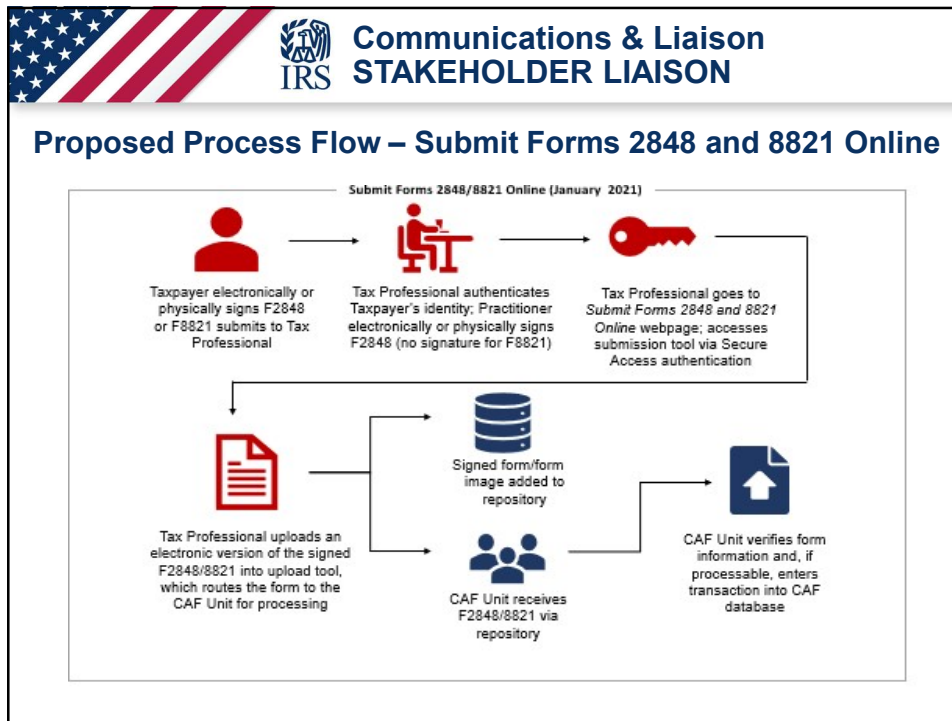 IRS
Communications & Liaison
STAKEHOLDER LIAISON
Proposed Process Flow – Submit Forms 2848 and 8821 Online
Submit Forms 2848/8821 Online (January 2021)
Taxpayer electronically or
physically signs F2848
or F8821 submits to Tax
Professional
Tax Professional authenticates
Taxpayer's identity; Practitioner
electronically or physically signs
F2848 (no signature for F8821)
Tax Professional goes to
Submit Forms 2848 and 8821
Online webpage; accesses
submission tool via Secure
Access authentication
Tax Professional uploads an
electronic version of the signed
F2848/8821 into upload tool,
which routes the form to the
CAF Unit for processing
Signed form/form
image added to
repository
CAF Unit receives
F2848/8821 via
repository
CAF Unit verifies form
information and, if
processable, enters
transaction into CAF
database